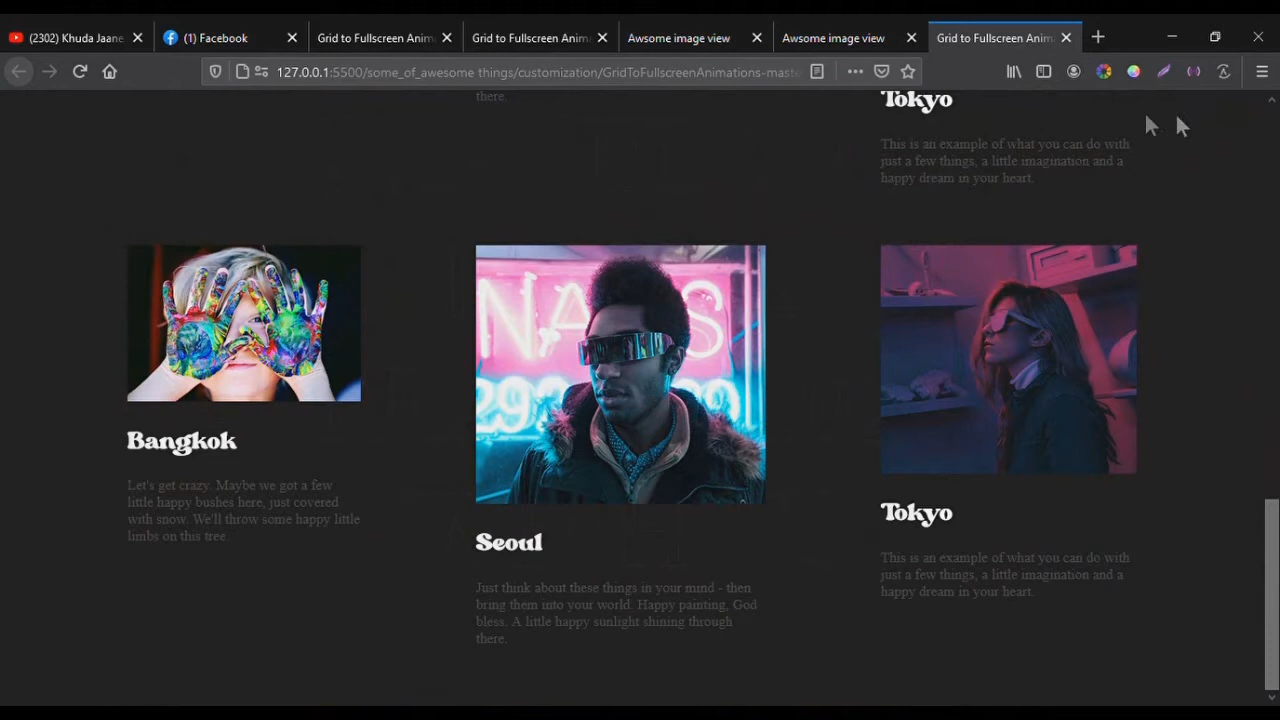 (2302) Khuda Jaane
(1) Facebook
Grid to Fullscreen Anim
Grid to Fullscreen Anim
Awsome image view
Awsome image view
Grid to Fullscreen Anim
127.0.0.1:5500/some_of_awesome things/customization/GridToFullscreenAnimations-maste
there.
Tokyo
This is an example of what you can do with
just a few things, a little imagination and a
happy dream in your heart.
NA S
292
Bangkok
Let's get crazy. Maybe we got a few
little happy bushes here, just covered
with snow. We'll throw some happy little
limbs on this tree.
Seoul
Just think about these things in your mind - then
bring them into your world. Happy painting, God
bless. A little happy sunlight shining through
there.
Tokyo
This is an example of what you can do with
just a few things, a little imagination and a
happy dream in your heart.